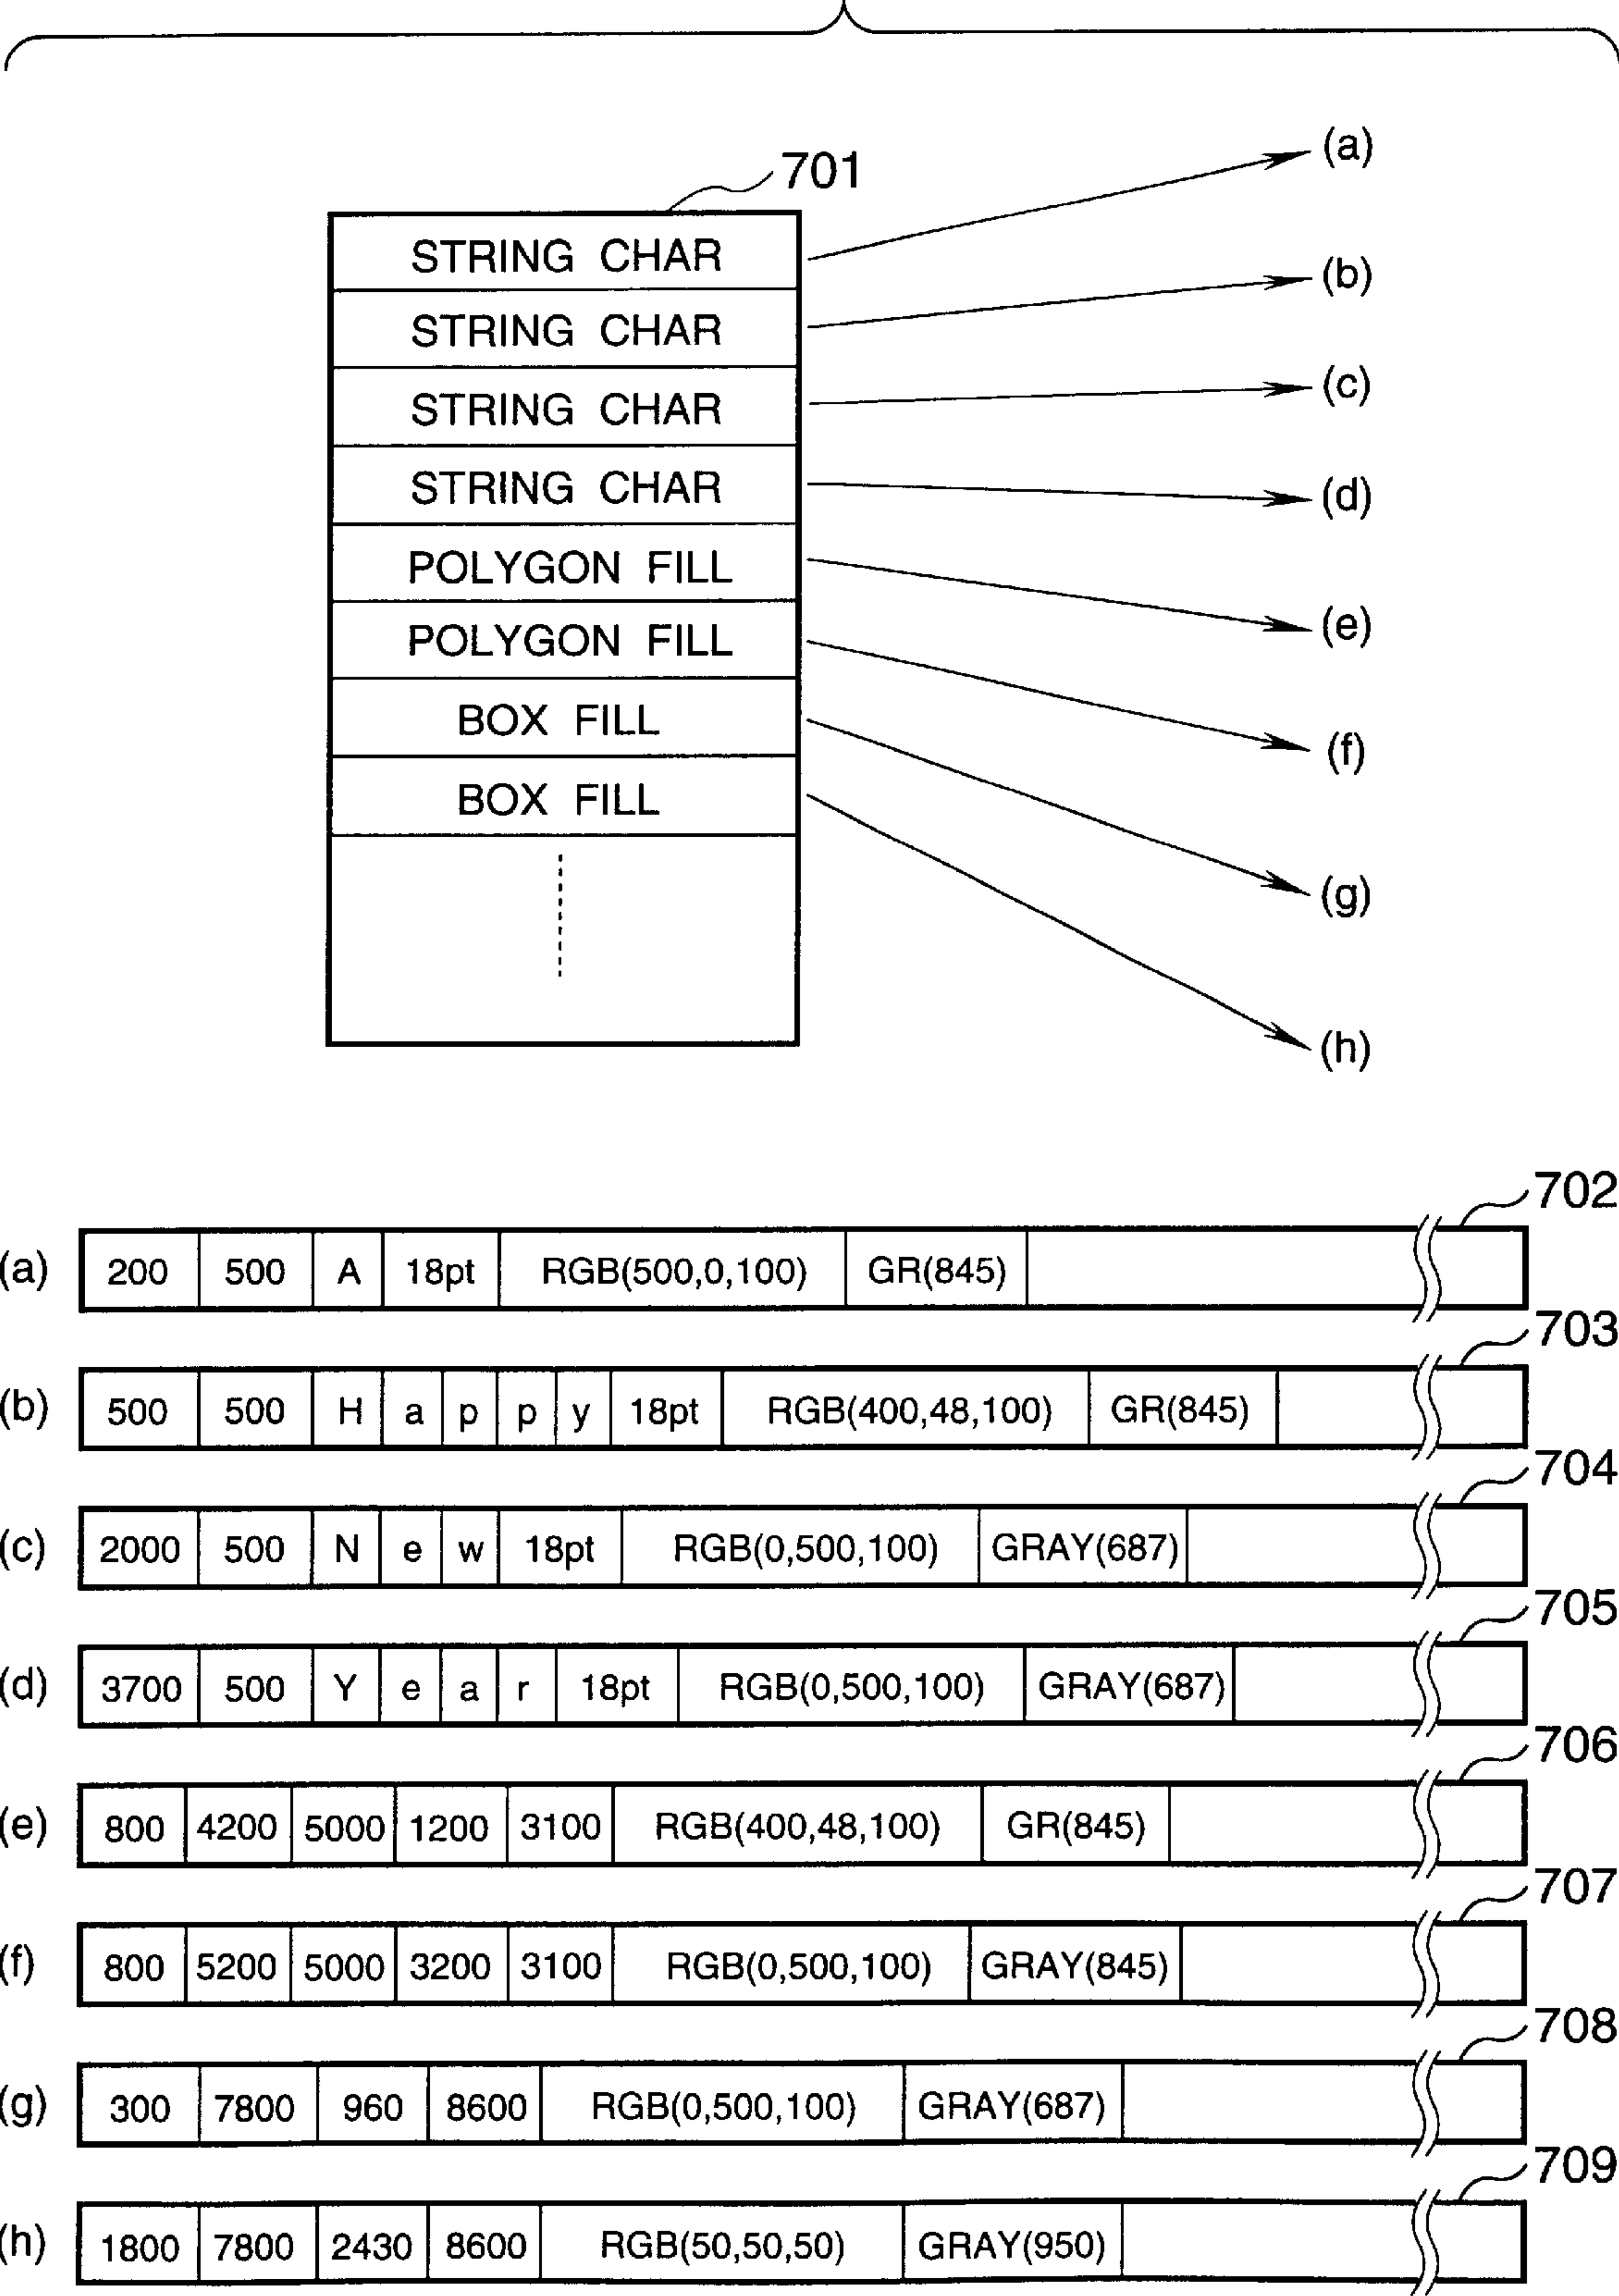 701
STRING CHAR (a)
STRING CHAR (b)
STRING CHAR (c)
STRING CHAR (d)
POLYGON FILL (e)
POLYGON FILL (f)
BOX FILL (g)
BOX FILL (h)
702
(a) 200 500 A 18pt RGB(500,0,100) GR(845)
703
(b) 500 500 H a p p y 18pt RGB(400,48,100) GR(845)
704
(c) 2000 500 N e w 18pt RGB(0,500,100) GRAY(687)
705
(d) 3700 500 Y e a r 18pt RGB(0,500,100) GRAY(687)
706
(e) 800 4200 5000 1200 3100 RGB(400,48,100) GR(845)
707
(f) 800 5200 5000 3200 3100 RGB(0,500,100) GRAY(845)
708
(g) 300 7800 960 8600 RGB(0,500,100) GRAY(687)
709
(h) 1800 7800 2430 8600 RGB(50,50,50) GRAY(950)